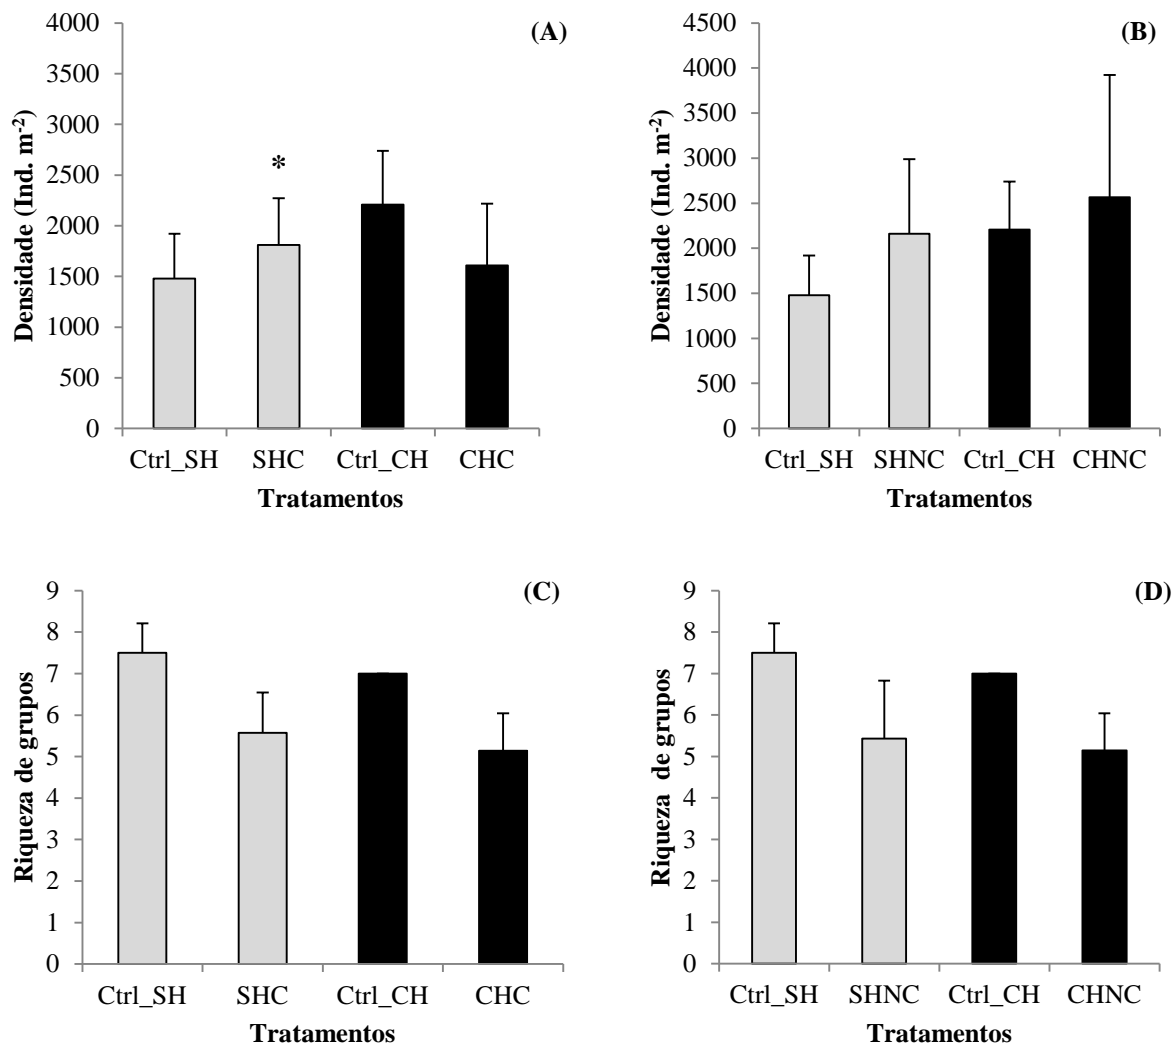 (A)
Densidade (Ind. m-2)
4000
3500
3000
2500
2000
1500
1000
500
0
*
Ctrl_SH SHC Ctrl_CH CHC
Tratamentos
(B)
Densidade (Ind. m-2)
4500
4000
3500
3000
2500
2000
1500
1000
500
0
Ctrl_SH SHNC Ctrl_CH CHNC
Tratamentos
(C)
Riqueza de grupos
9
8
7
6
5
4
3
2
1
0
Ctrl_SH SHC Ctrl_CH CHC
Tratamentos
(D)
Riqueza de grupos
9
8
7
6
5
4
3
2
1
0
Ctrl_SH SHNC Ctrl_CH CHNC
Tratamentos